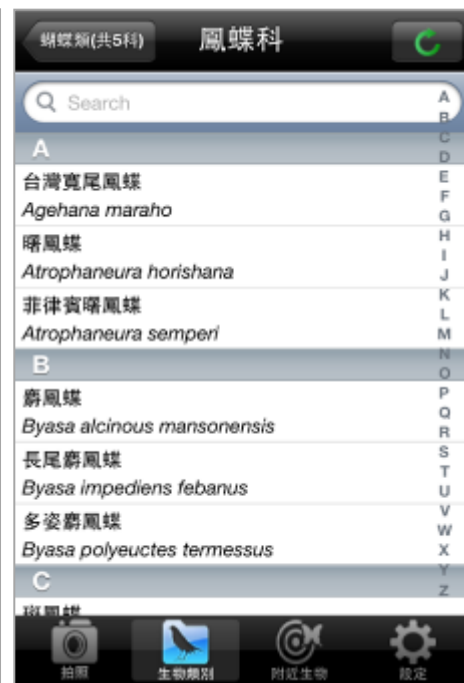 蝴蝶類(共5科)
鳳蝶科
Search
A
台灣寬尾鳳蝶
Agehana maraho
曙鳳蝶
Atrophaneura horishana
菲律賓曙鳳蝶
Atrophaneura semperi
B
麝鳳蝶
Byasa alcinous mansonensis
長尾麝鳳蝶
Byasa impediens febanus
多姿麝鳳蝶
Byasa polyeuctes termessus
C
斑鳳蝶
A
B
C
D
E
F
G
H
I
J
K
L
M
N
O
P
Q
R
S
T
U
V
W
X
Y
Z
拍照
生物類別
附近生物
設定